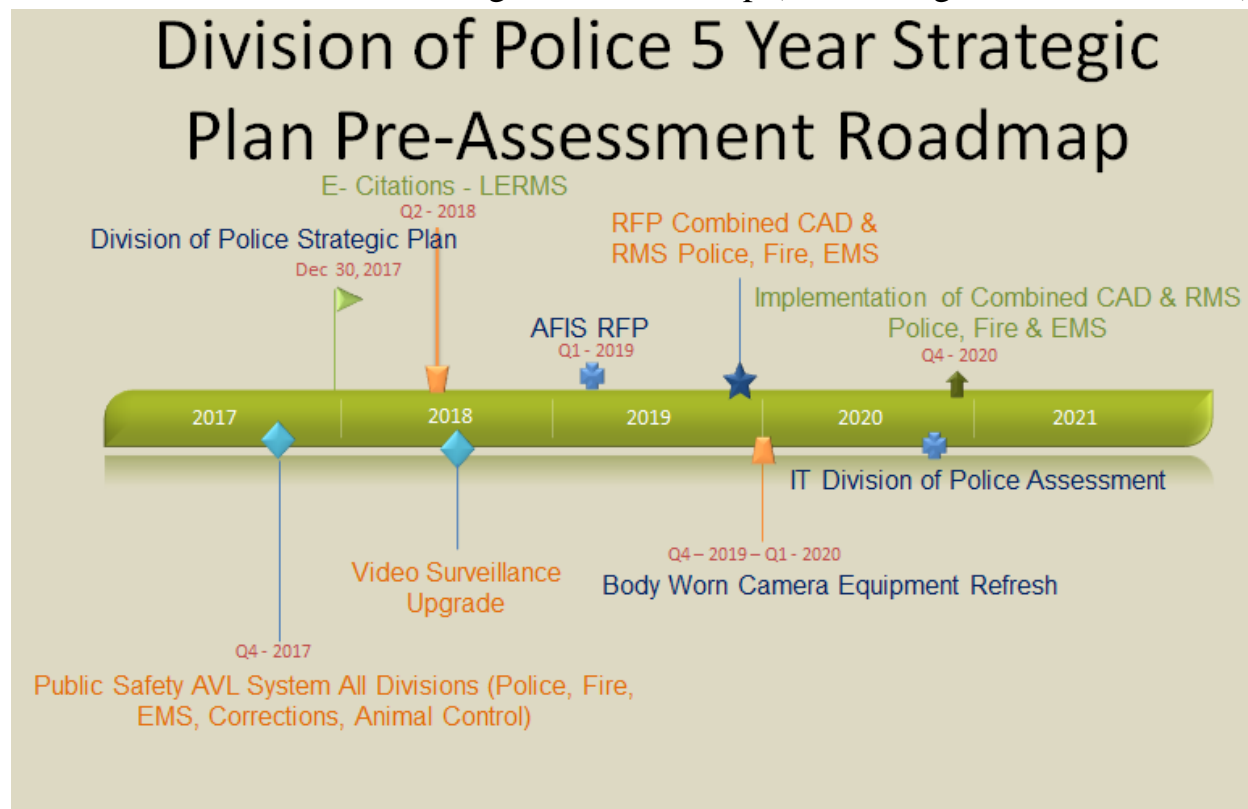 Division of Police 5 Year Strategic
Plan Pre-Assessment Roadmap
E- Citations - LERMS
Q2 - 2018
Division of Police Strategic Plan
Dec 30, 2017
RFP Combined CAD &
RMS Police, Fire, EMS
AFIS RFP
Q1 - 2019
Implementation of Combined CAD & RMS
Police, Fire & EMS
Q4 - 2020
2017
2018
2019
2020
2021
IT Division of Police Assessment
Video Surveillance
Upgrade
Q4 – 2019 – Q1 - 2020
Body Worn Camera Equipment Refresh
Q4 - 2017
Public Safety AVL System All Divisions (Police, Fire,
EMS, Corrections, Animal Control)